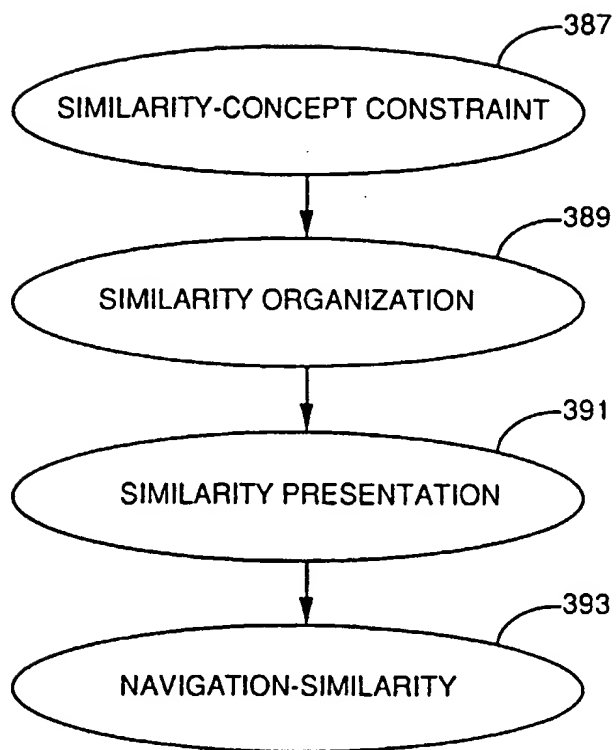 387
SIMILARITY-CONCEPT CONSTRAINT
389
SIMILARITY ORGANIZATION
391
SIMILARITY PRESENTATION
393
NAVIGATION-SIMILARITY